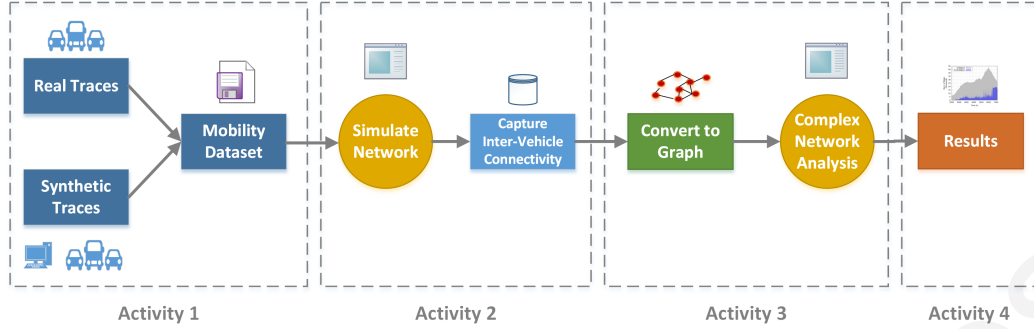 Real Traces
Synthetic
Traces
Mobility
Dataset
Simulate
Network
Capture
Inter-Vehicle
Connectivity
Convert to
Graph
Complex
Network
Analysis
Results
Activity 1
Activity 2
Activity 3
Activity 4